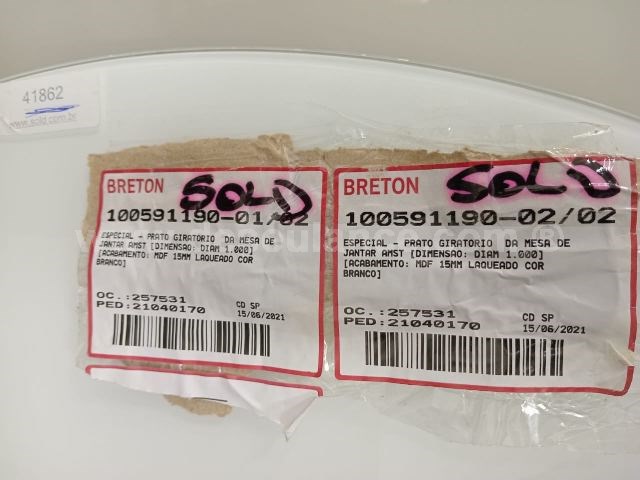 41862
www.sold.com.br
BRETON
SOLD
100591190-01/02
ESPECIAL - PRATO GIRATORIO DA MESA DE
JANTAR AMST [DIMENSAO: DIAM 1.000]
[ACABAMENTO: MDF 15MM LAQUEADO COR
BRANCO]
OC.:257531
PED:21040170
CD SP
15/06/2021
BRETON
SOLD
100591190-02/02
ESPECIAL - PRATO GIRATORIO DA MESA DE
JANTAR AMST [DIMENSAO: DIAM 1.000]
[ACABAMENTO: MDF 15MM LAQUEADO COR
BRANCO]
OC.:257531
PED:21040170
CD SP
15/06/2021